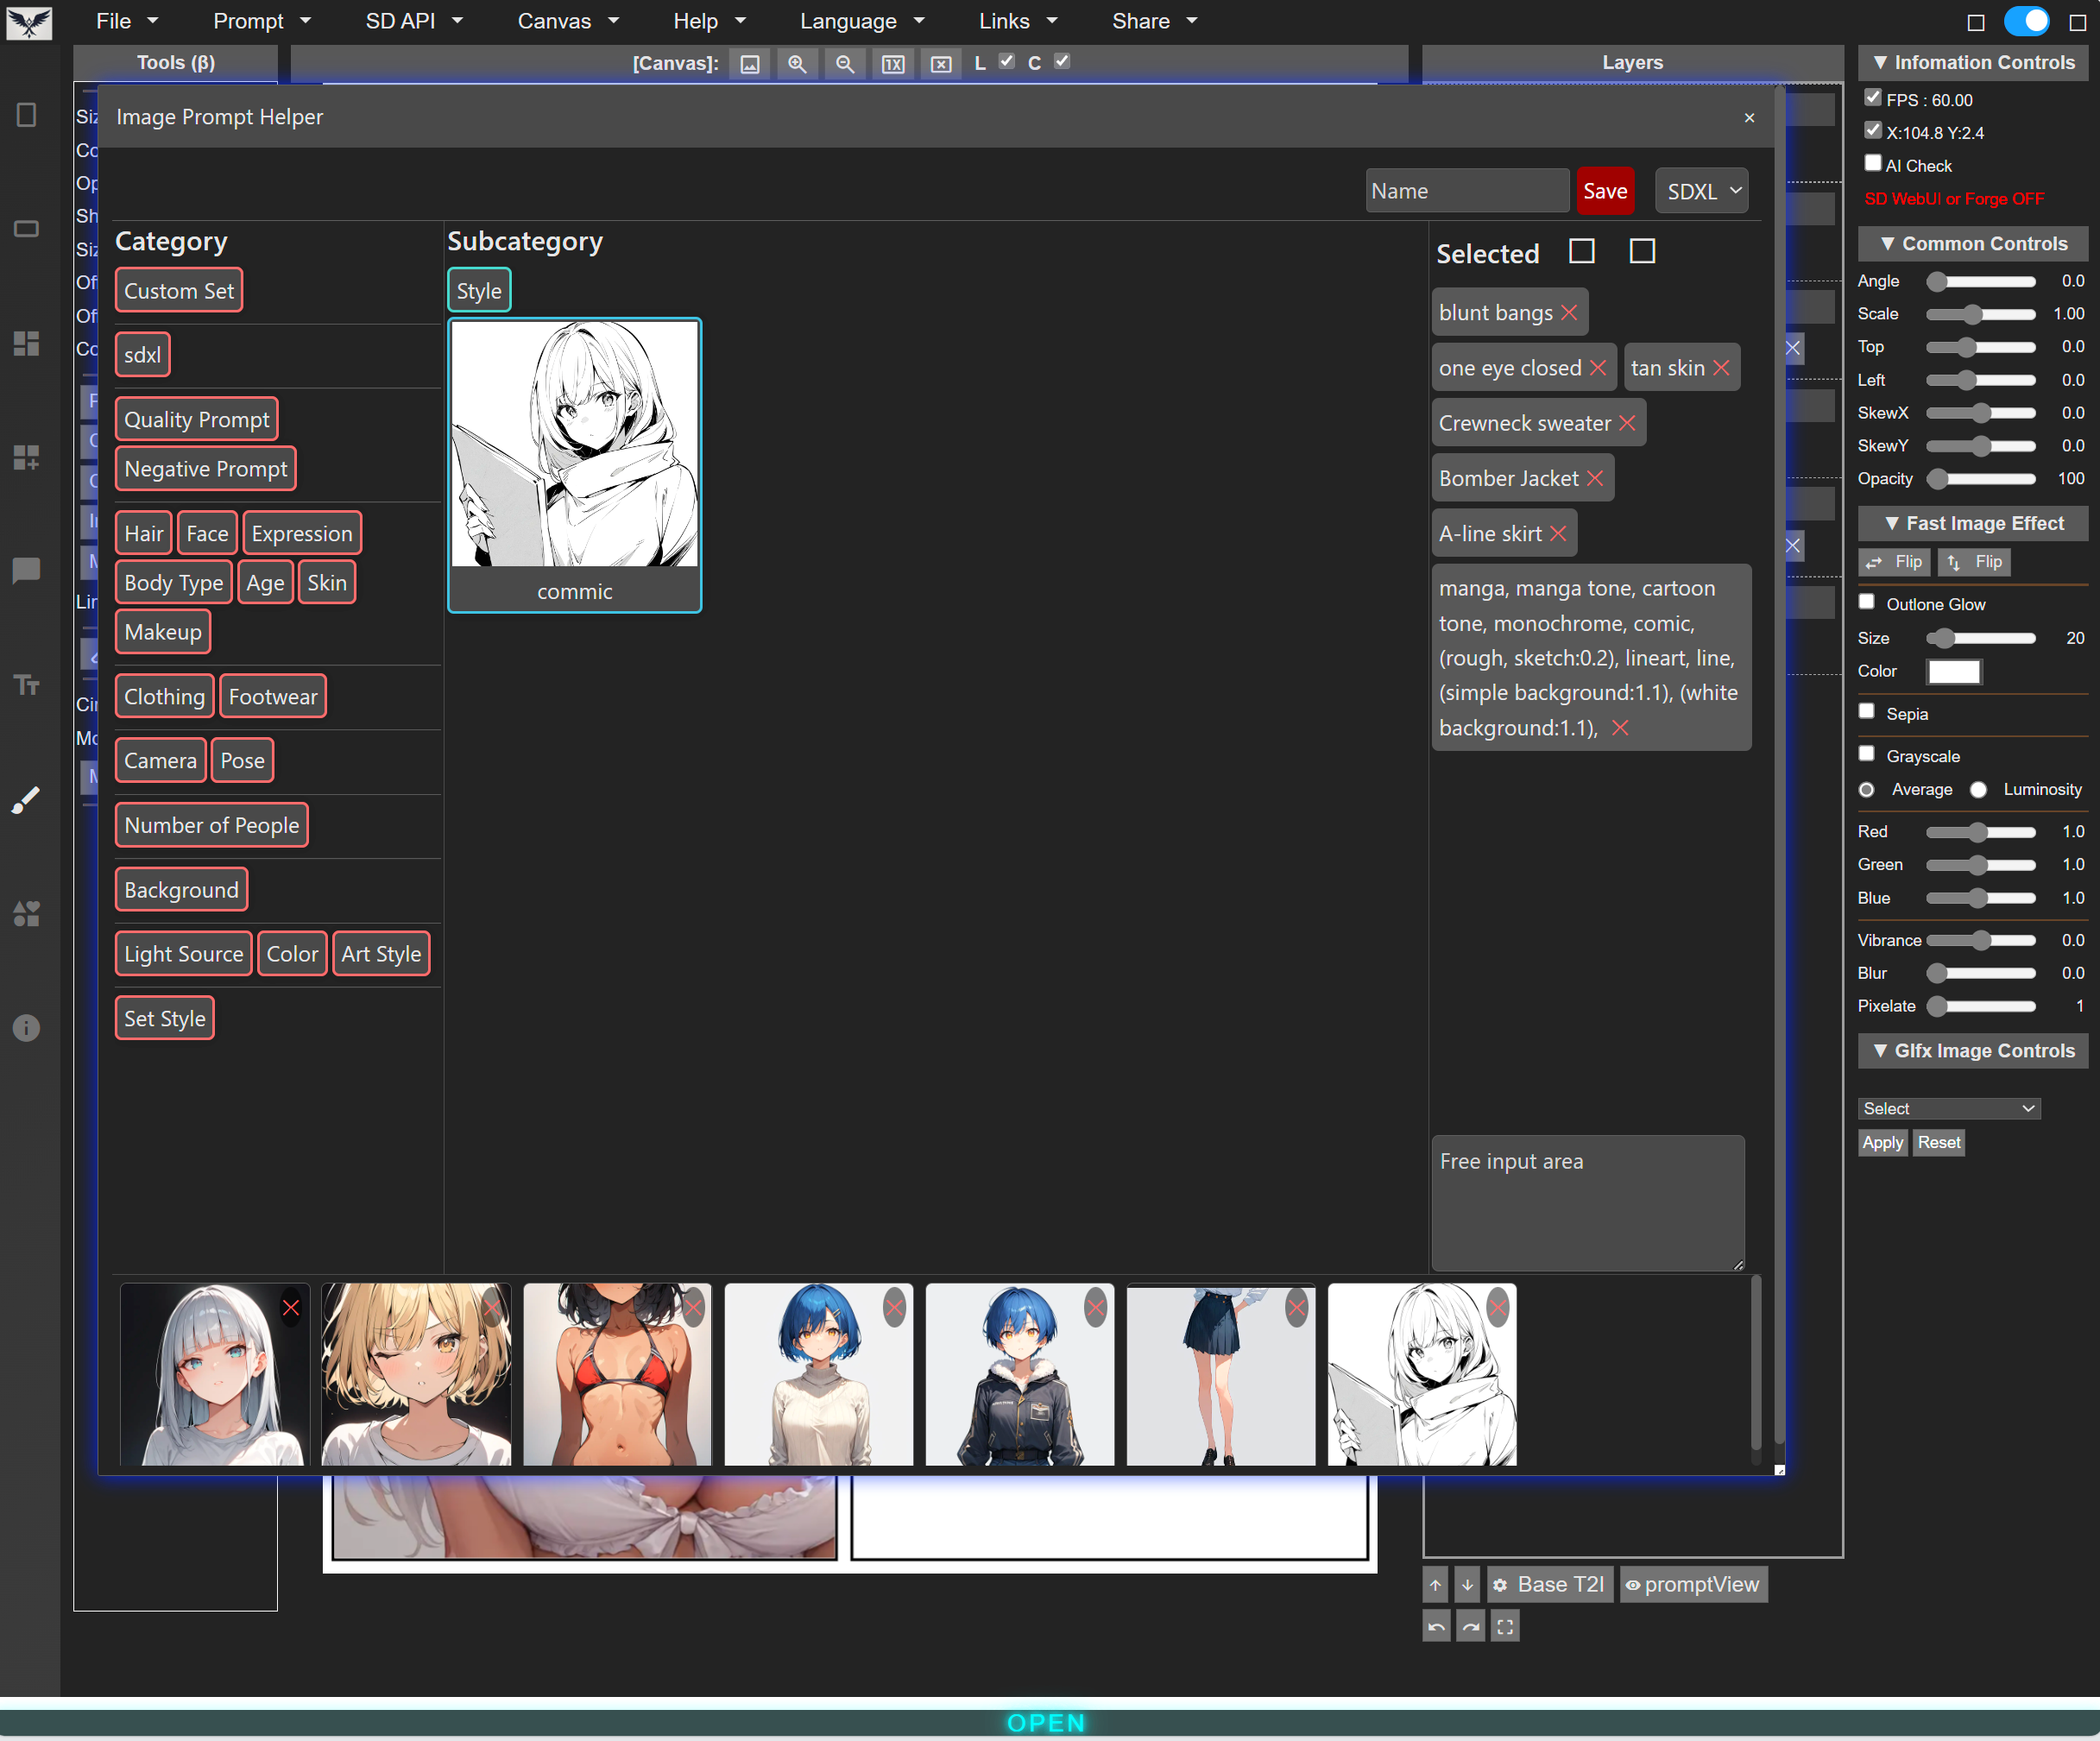 File Prompt SD API Canvas Help Language Links Share
Tools (β)
[Canvas]: 1X L C
Layers
▼ Infomation Controls
FPS : 60.00
X:104.8 Y:2.4
AI Check
SD WebUI or Forge OFF
▼ Common Controls
Angle 0.0
Scale 1.00
Top 0.0
Left 0.0
SkewX 0.0
SkewY 0.0
Opacity 100
▼ Fast Image Effect
Flip Flip
Outlone Glow
Size 20
Color
Sepia
Grayscale
Average Luminosity
Red 1.0
Green 1.0
Blue 1.0
Vibrance 0.0
Blur 0.0
Pixelate 1
▼ Glfx Image Controls
Select
Apply Reset
Image Prompt Helper ×
Name Save SDXL
Category
Custom Set
sdxl
Quality Prompt
Negative Prompt
Hair Face Expression
Body Type Age Skin
Makeup
Clothing Footwear
Camera Pose
Number of People
Background
Light Source Color Art Style
Set Style
Subcategory
Style
commic
Selected
blunt bangs
one eye closed tan skin
Crewneck sweater
Bomber Jacket
A-line skirt
manga, manga tone, cartoon
tone, monochrome, comic,
(rough, sketch:0.2), lineart, line,
(simple background:1.1), (white
background:1.1),
Free input area
Base T2I promptView
OPEN